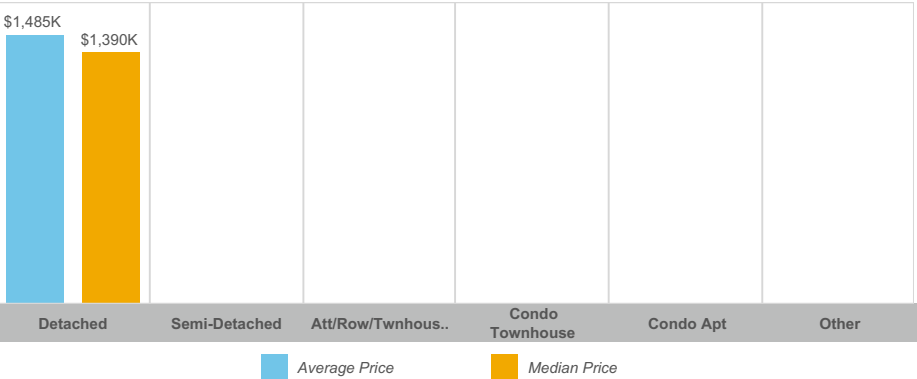 $1,485K
$1,390K
Detached
Semi-Detached
Att/Row/Twnhous..
Condo
Townhouse
Condo Apt
Other
Average Price
Median Price